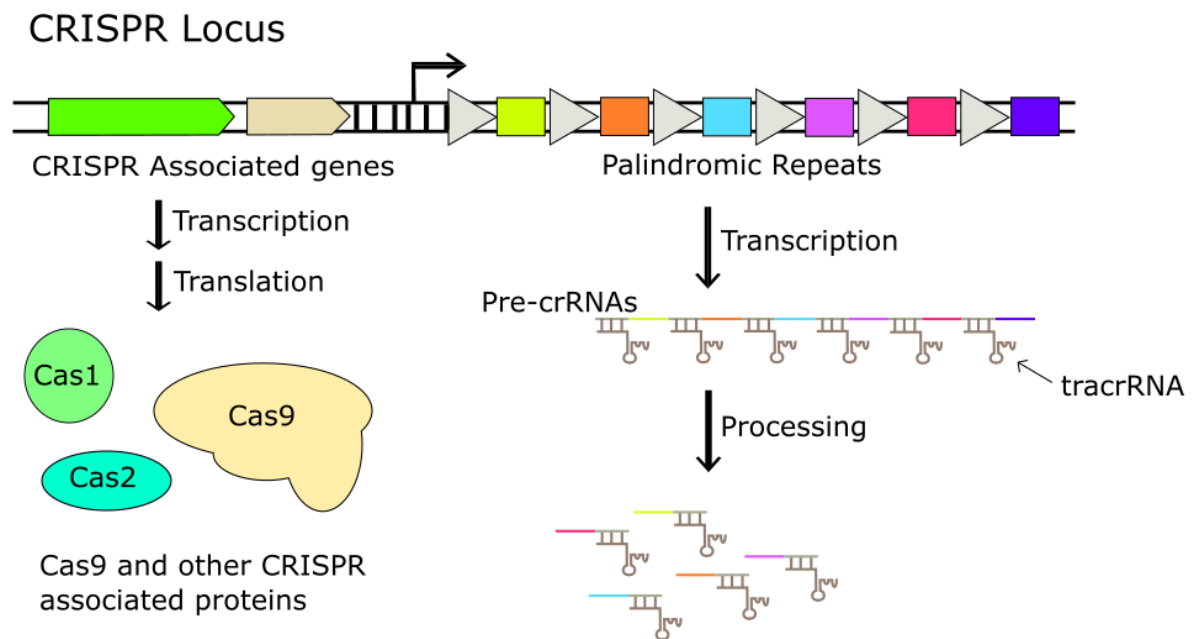 CRISPR Locus
CRISPR Associated genes
Palindromic Repeats
Transcription
Translation
Transcription
Pre-crRNAs
tracrRNA
Processing
Cas1
Cas9
Cas2
Cas9 and other CRISPR
associated proteins